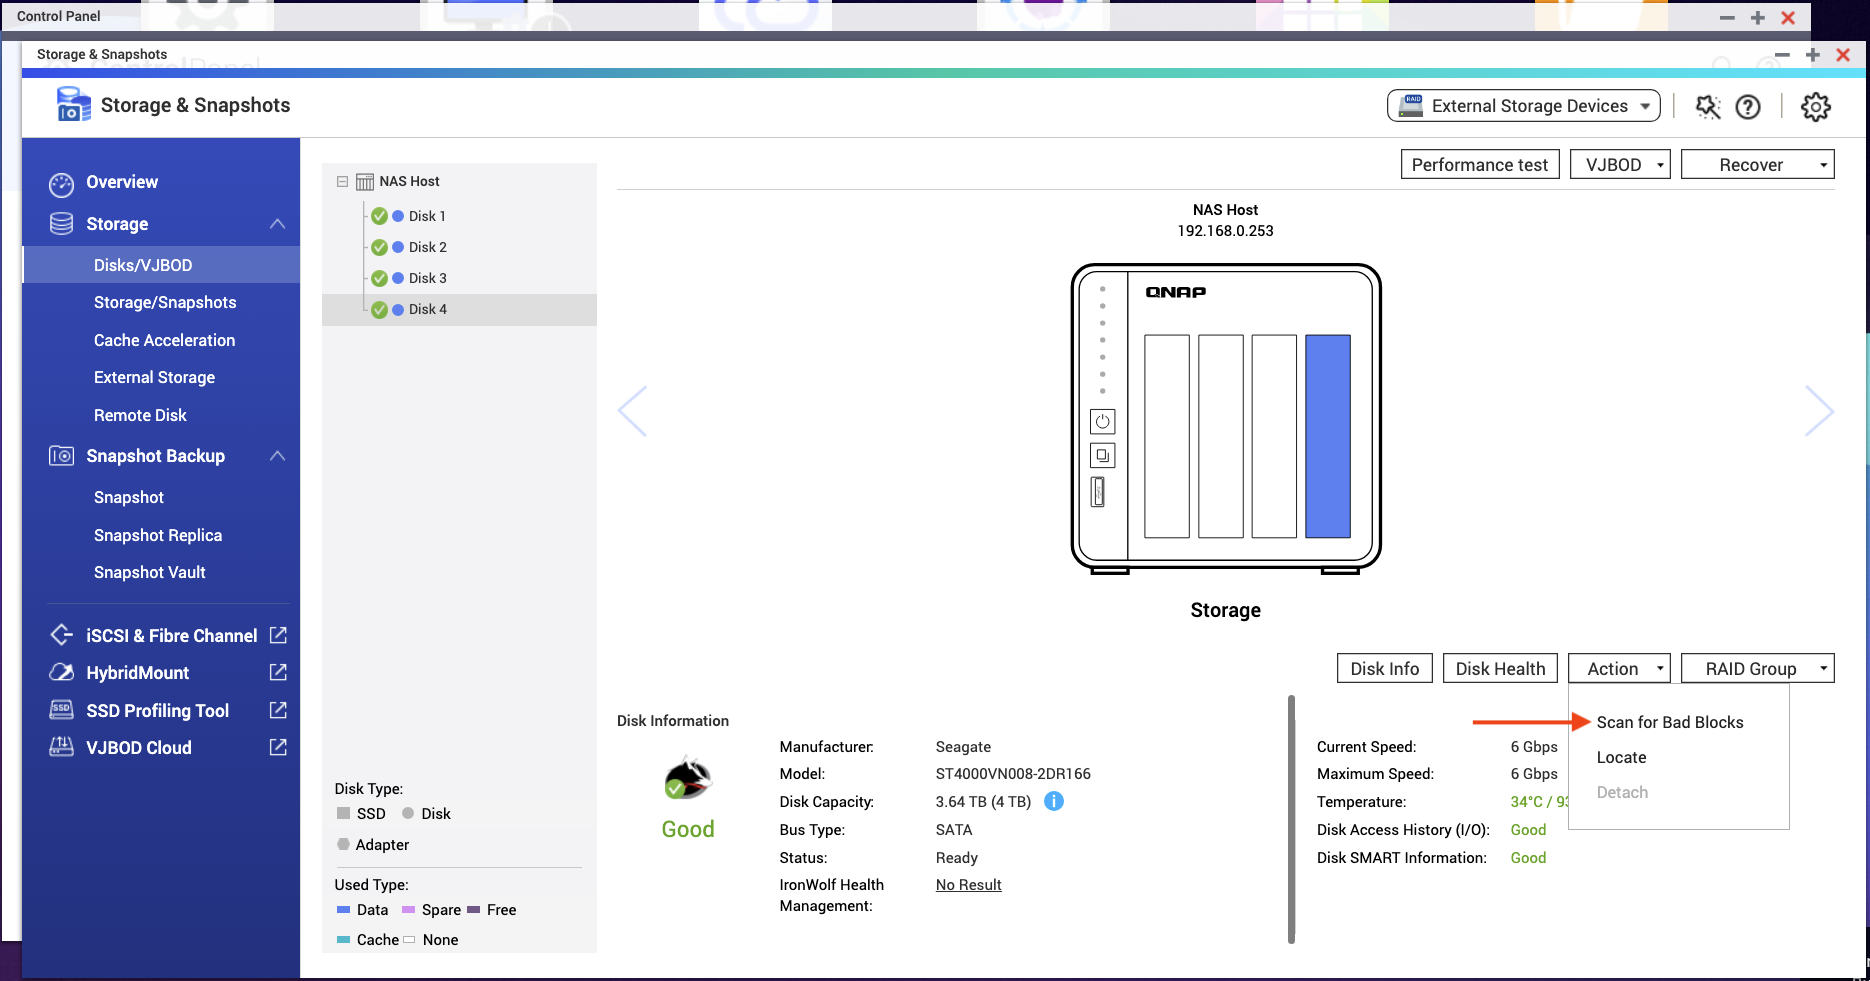 Control Panel
Storage & Snapshots
Storage & Snapshots
RAID
External Storage Devices
Overview
Storage
Disks/VJBOD
Storage/Snapshots
Cache Acceleration
External Storage
Remote Disk
Snapshot Backup
Snapshot
Snapshot Replica
Snapshot Vault
iSCSI & Fibre Channel
HybridMount
SSD
SSD Profiling Tool
VJBOD Cloud
NAS Host
Disk 1
Disk 2
Disk 3
Disk 4
Disk Type:
SSD
Disk
Adapter
Used Type:
Data
Spare
Free
Cache
None
Performance test
VJBOD
Recover
NAS Host
192.168.0.253
QNAP
Storage
Disk Info
Disk Health
Action
RAID Group
Scan for Bad Blocks
Locate
Detach
Disk Information
Good
Manufacturer: Seagate
Model: ST4000VN008-2DR166
Disk Capacity: 3.64 TB (4 TB)
Bus Type: SATA
Status: Ready
IronWolf Health No Result
Management:
Current Speed: 6 Gbps
Maximum Speed: 6 Gbps
Temperature: 34°C /
Disk Access History (I/O): Good
Disk SMART Information: Good